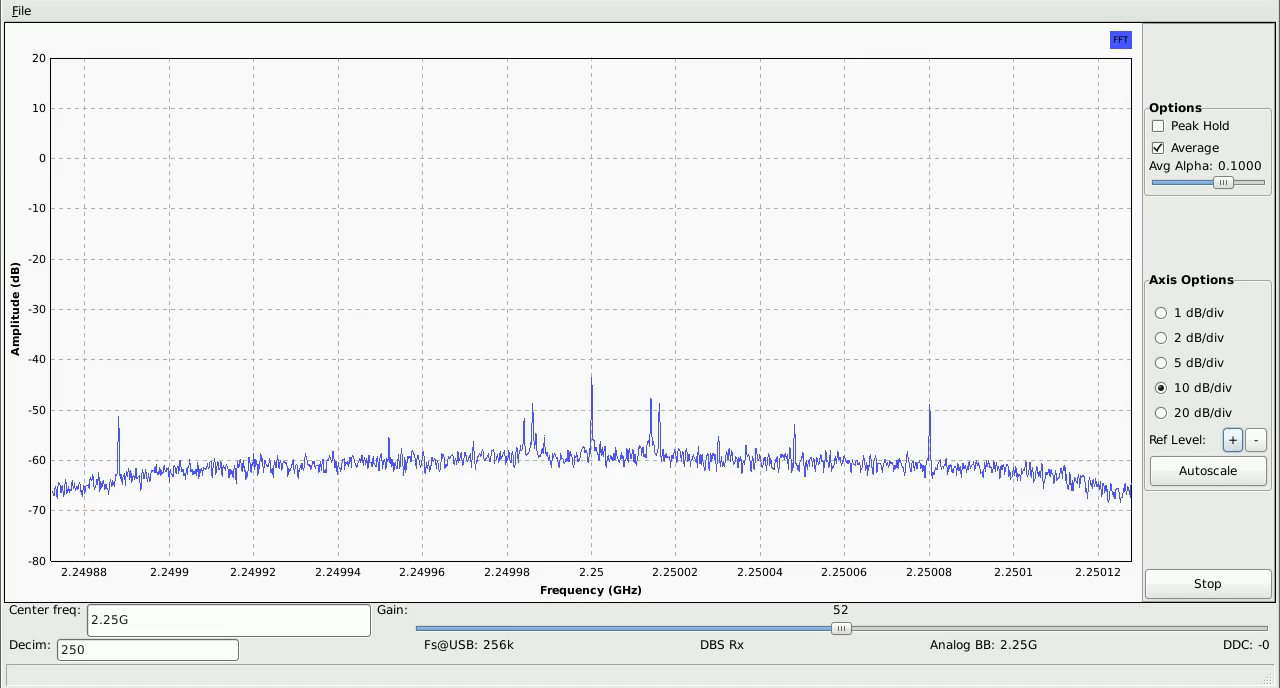 File
FFT
20
10
0
-10
-20
-30
-40
-50
-60
-70
-80
Amplitude (dB)
2.24988 2.2499 2.24992 2.24994 2.24996 2.24998 2.25 2.25002 2.25004 2.25006 2.25008 2.2501 2.25012
Frequency (GHz)
Options
Peak Hold
Average
Avg Alpha: 0.1000
Axis Options
1 dB/div
2 dB/div
5 dB/div
10 dB/div
20 dB/div
Ref Level: + -
Autoscale
Stop
Center freq: 2.25G Gain: 52
Decim: 250 Fs@USB: 256k DBS Rx Analog BB: 2.25G DDC: -0